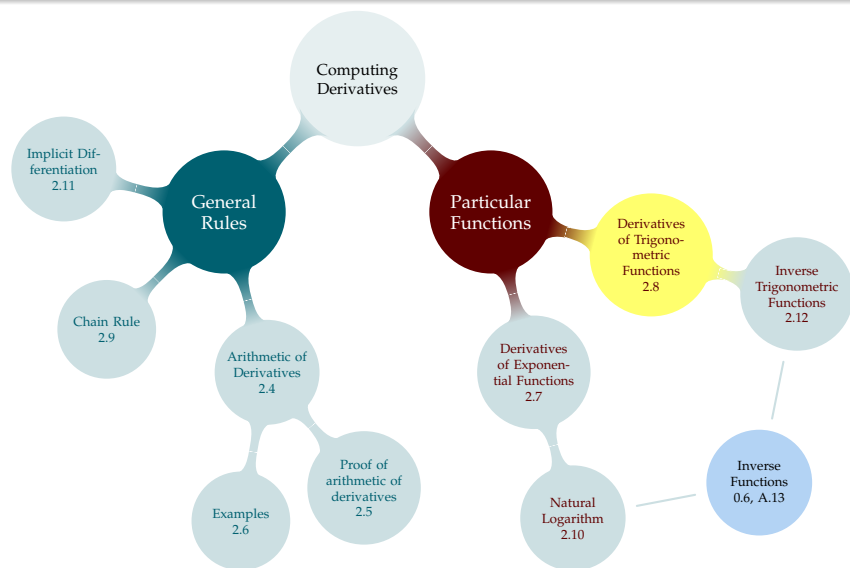 Computing
Derivatives
General
Rules
Particular
Functions
Implicit Dif-
ferentiation
2.11
Chain Rule
2.9
Arithmetic of
Derivatives
2.4
Examples
2.6
Proof of
arithmetic of
derivatives
2.5
Derivatives
of Trigono-
metric
Functions
2.8
Inverse
Trigonometric
Functions
2.12
Derivatives
of Exponen-
tial Functions
2.7
Natural
Logarithm
2.10
Inverse
Functions
0.6, A.13